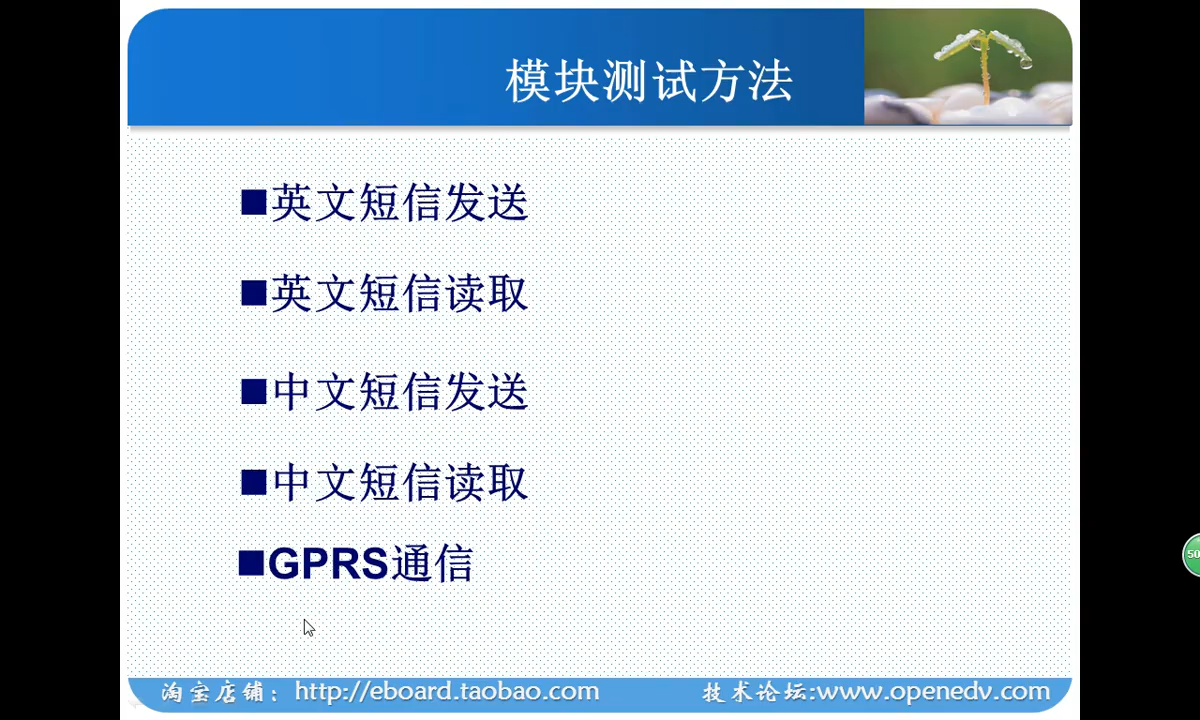 模块测试方法
■英文短信发送
■英文短信读取
■中文短信发送
■中文短信读取
■GPRS通信
淘宝店铺：http://eboard.taobao.com
技术论坛:www.openedv.com
50